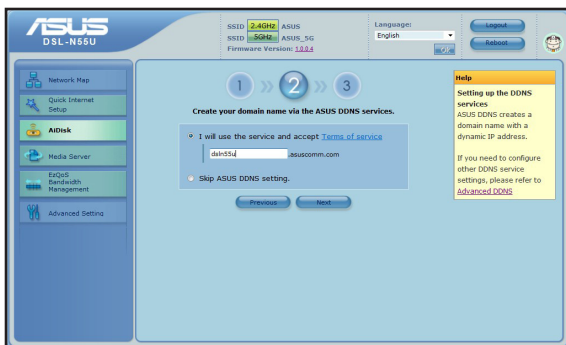 ASUS
DSL-N55U
SSID 2.4GHz ASUS
SSID 5GHz ASUS_5G
Firmware Version: 1.0.0.4
Language:
English
OK
Logout
Reboot
Network Map
Quick Internet
Setup
AiDisk
Media Server
EzQoS
Bandwidth
Management
Advanced Setting
1 >> 2 >> 3
Create your domain name via the ASUS DDNS services.
I will use the service and accept Terms of service
dsln55u .asuscomm.com
Skip ASUS DDNS setting.
Previous Next
Help
Setting up the DDNS
services
ASUS DDNS creates a
domain name with a
dynamic IP address.
If you need to configure
other DDNS service
settings, please refer to
Advanced DDNS